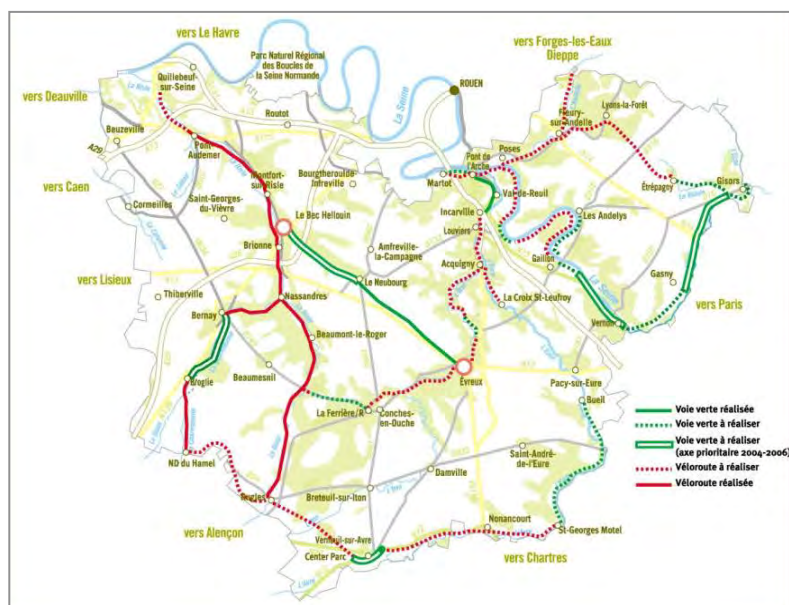 vers Le Havre
vers Forges-les-Eaux
Dieppe
Parc Naturel Régional
des Boucles de
la Seine Normande
Quillebeuf-
sur-Seine
ROUEN
La Seine
vers Deauville
Routot
Lyons-la-Forêt
Fleury-
sur-Andelle
Beuzeville
Pont-
Audemer
Poses
Pont de
l'Arche
A29
Bourgtheroulde-
Infreville
Montfort-
sur-Risle
Martot
Étrépagny
Gisors
vers Caen
Val-de-Reuil
Cormeilles
Saint-Georges-
du-Vièvre
Le Bec Hellouin
Incarville
Les Andelys
Louviers
Brionne
Amfreville-
la-Campagne
Acquigny
Gaillon
La Seine
Gasny
vers Lisieux
Le Neubourg
Thiberville
Nassandres
La Croix St-Leufroy
vers Paris
Bernay
Vernon
Beaumont-le-Roger
Broglie
Beaumesnil
Évreux
Pacy-sur-Eure
Bueil
La Ferrière/R
Conches-
en-Ouche
ND du Hamel
Saint-André-
de-l'Eure
Damville
Rugles
Breteuil-sur-Iton
vers Alençon
Nonancourt
St-Georges Motel
Verneuil-sur-Avre
Center Parc
vers Chartres
Voie verte réalisée
Voie verte à réaliser
Voie verte à réaliser
(axe prioritaire 2004-2006)
Véloroute à réaliser
Véloroute réalisée